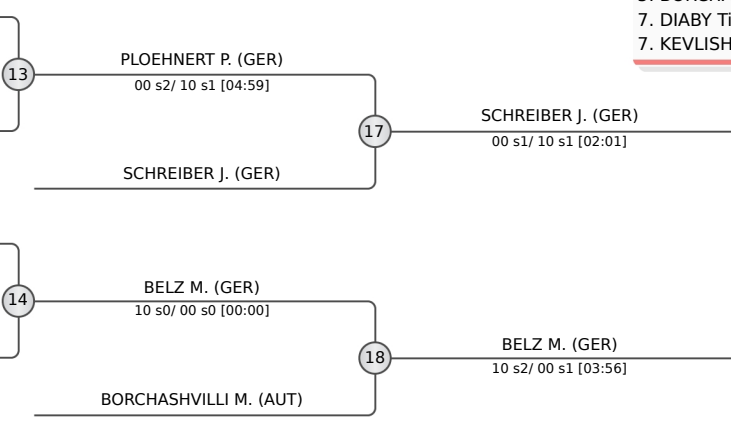 7. DIABY
7. KEVLISH
13
PLOEHNERT P. (GER)
00 s2/ 10 s1 [04:59]
SCHREIBER J. (GER)
17
SCHREIBER J. (GER)
00 s1/ 10 s1 [02:01]
14
BELZ M. (GER)
10 s0/ 00 s0 [00:00]
BORCHASHVILLI M. (AUT)
18
BELZ M. (GER)
10 s2/ 00 s1 [03:56]